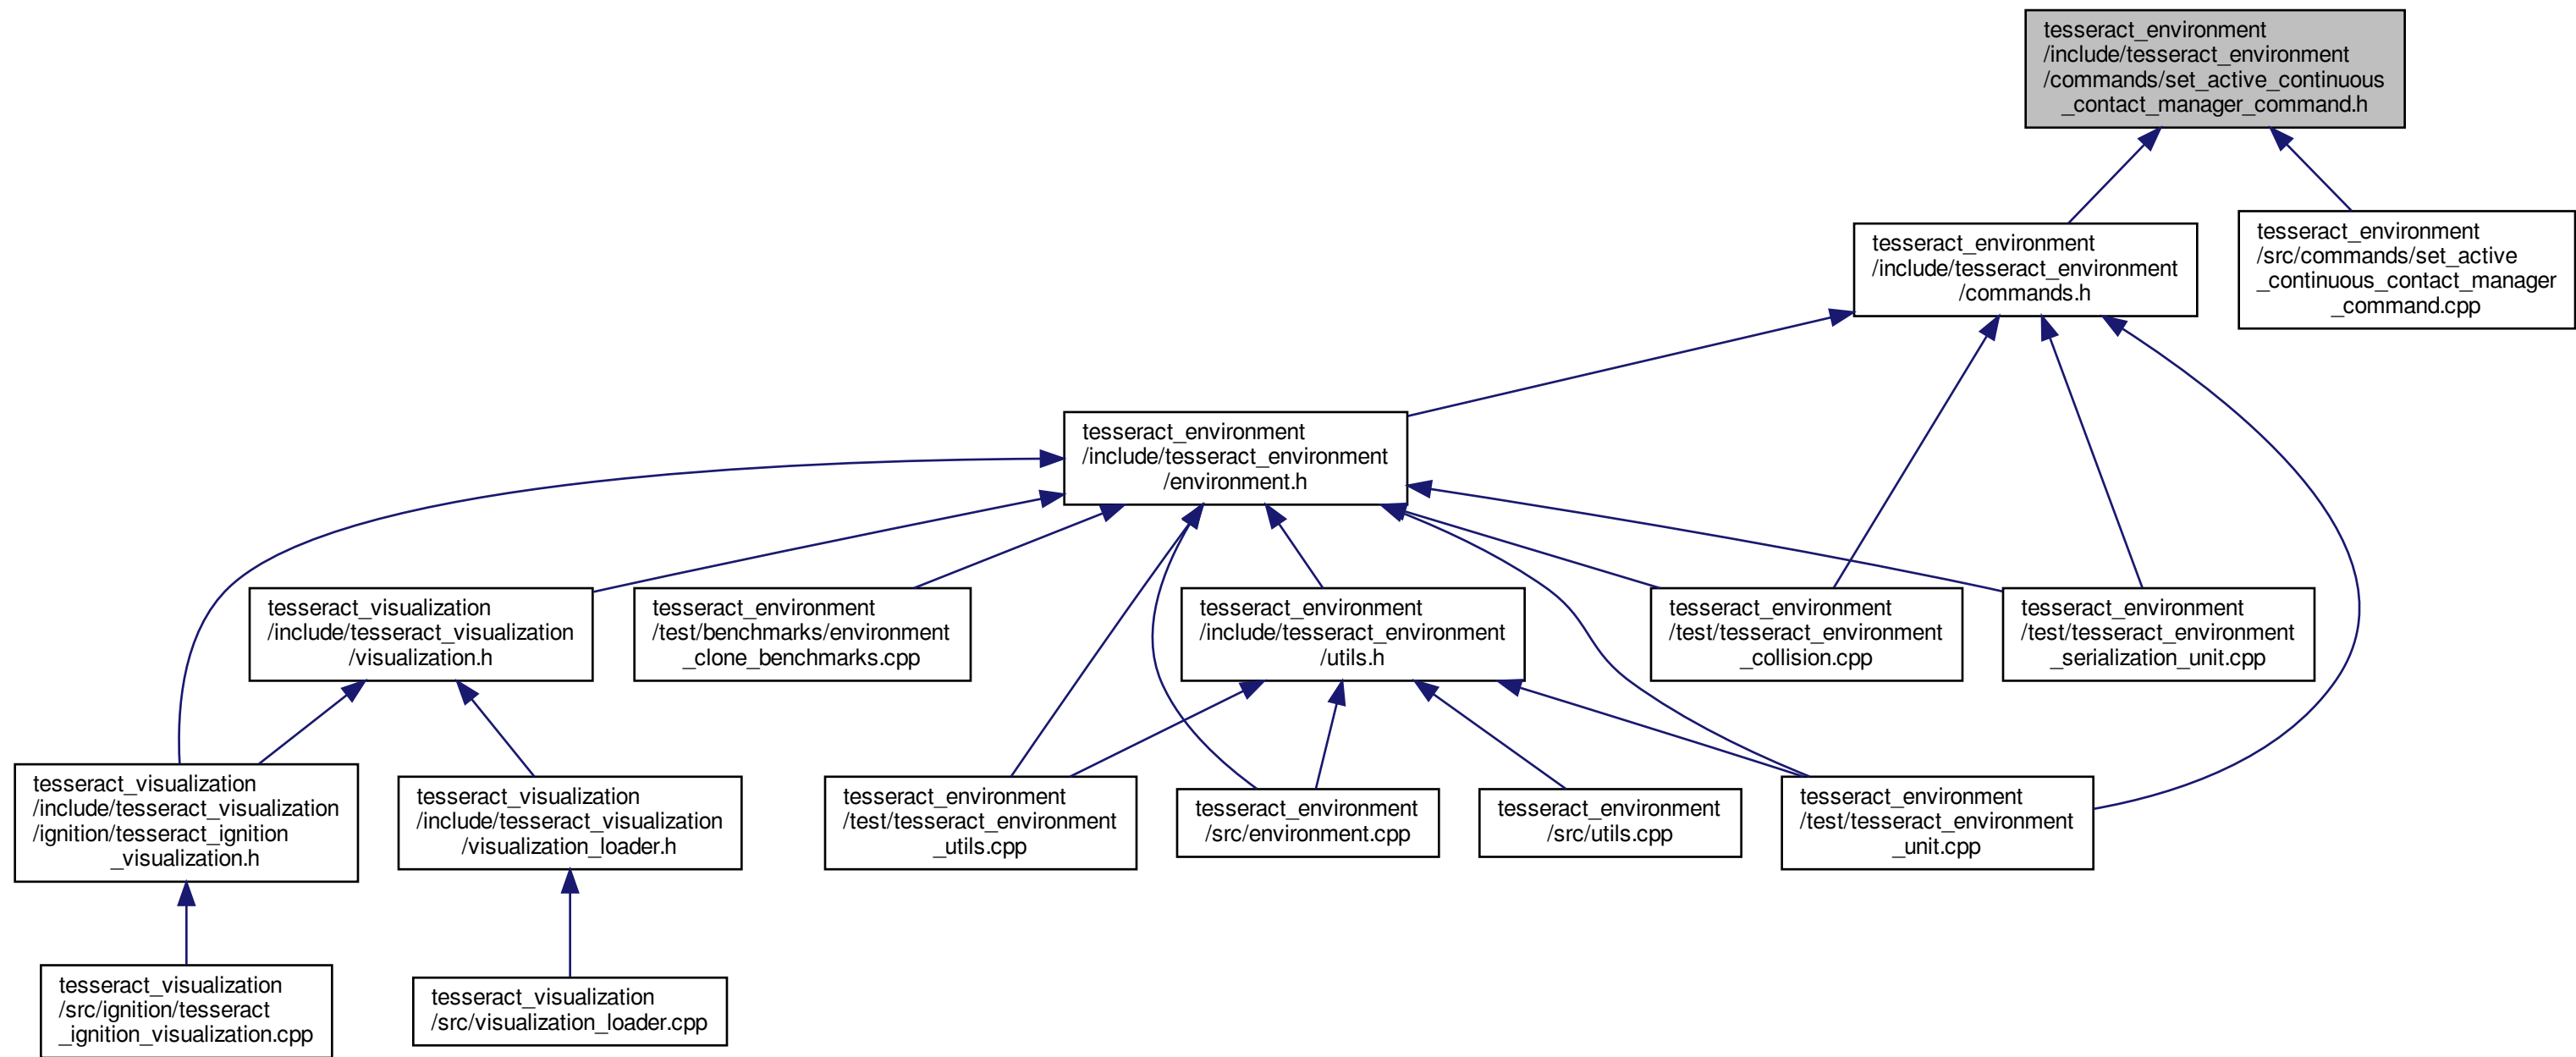 tesseract_environment
/include/tesseract_environment
/commands/set_active_continuous
_contact_manager_command.h
tesseract_environment
/include/tesseract_environment
/commands.h
tesseract_environment
/src/commands/set_active
_continuous_contact_manager
_command.cpp
tesseract_environment
/include/tesseract_environment
/environment.h
tesseract_visualization
/include/tesseract_visualization
/visualization.h
tesseract_environment
/test/benchmarks/environment
_clone_benchmarks.cpp
tesseract_environment
/include/tesseract_environment
/utils.h
tesseract_environment
/test/tesseract_environment
_collision.cpp
tesseract_environment
/test/tesseract_environment
_serialization_unit.cpp
tesseract_visualization
/include/tesseract_visualization
/ignition/tesseract_ignition
_visualization.h
tesseract_visualization
/include/tesseract_visualization
/visualization_loader.h
tesseract_environment
/test/tesseract_environment
_utils.cpp
tesseract_environment
/src/environment.cpp
tesseract_environment
/src/utils.cpp
tesseract_environment
/test/tesseract_environment
_unit.cpp
tesseract_visualization
/src/ignition/tesseract
_ignition_visualization.cpp
tesseract_visualization
/src/visualization_loader.cpp